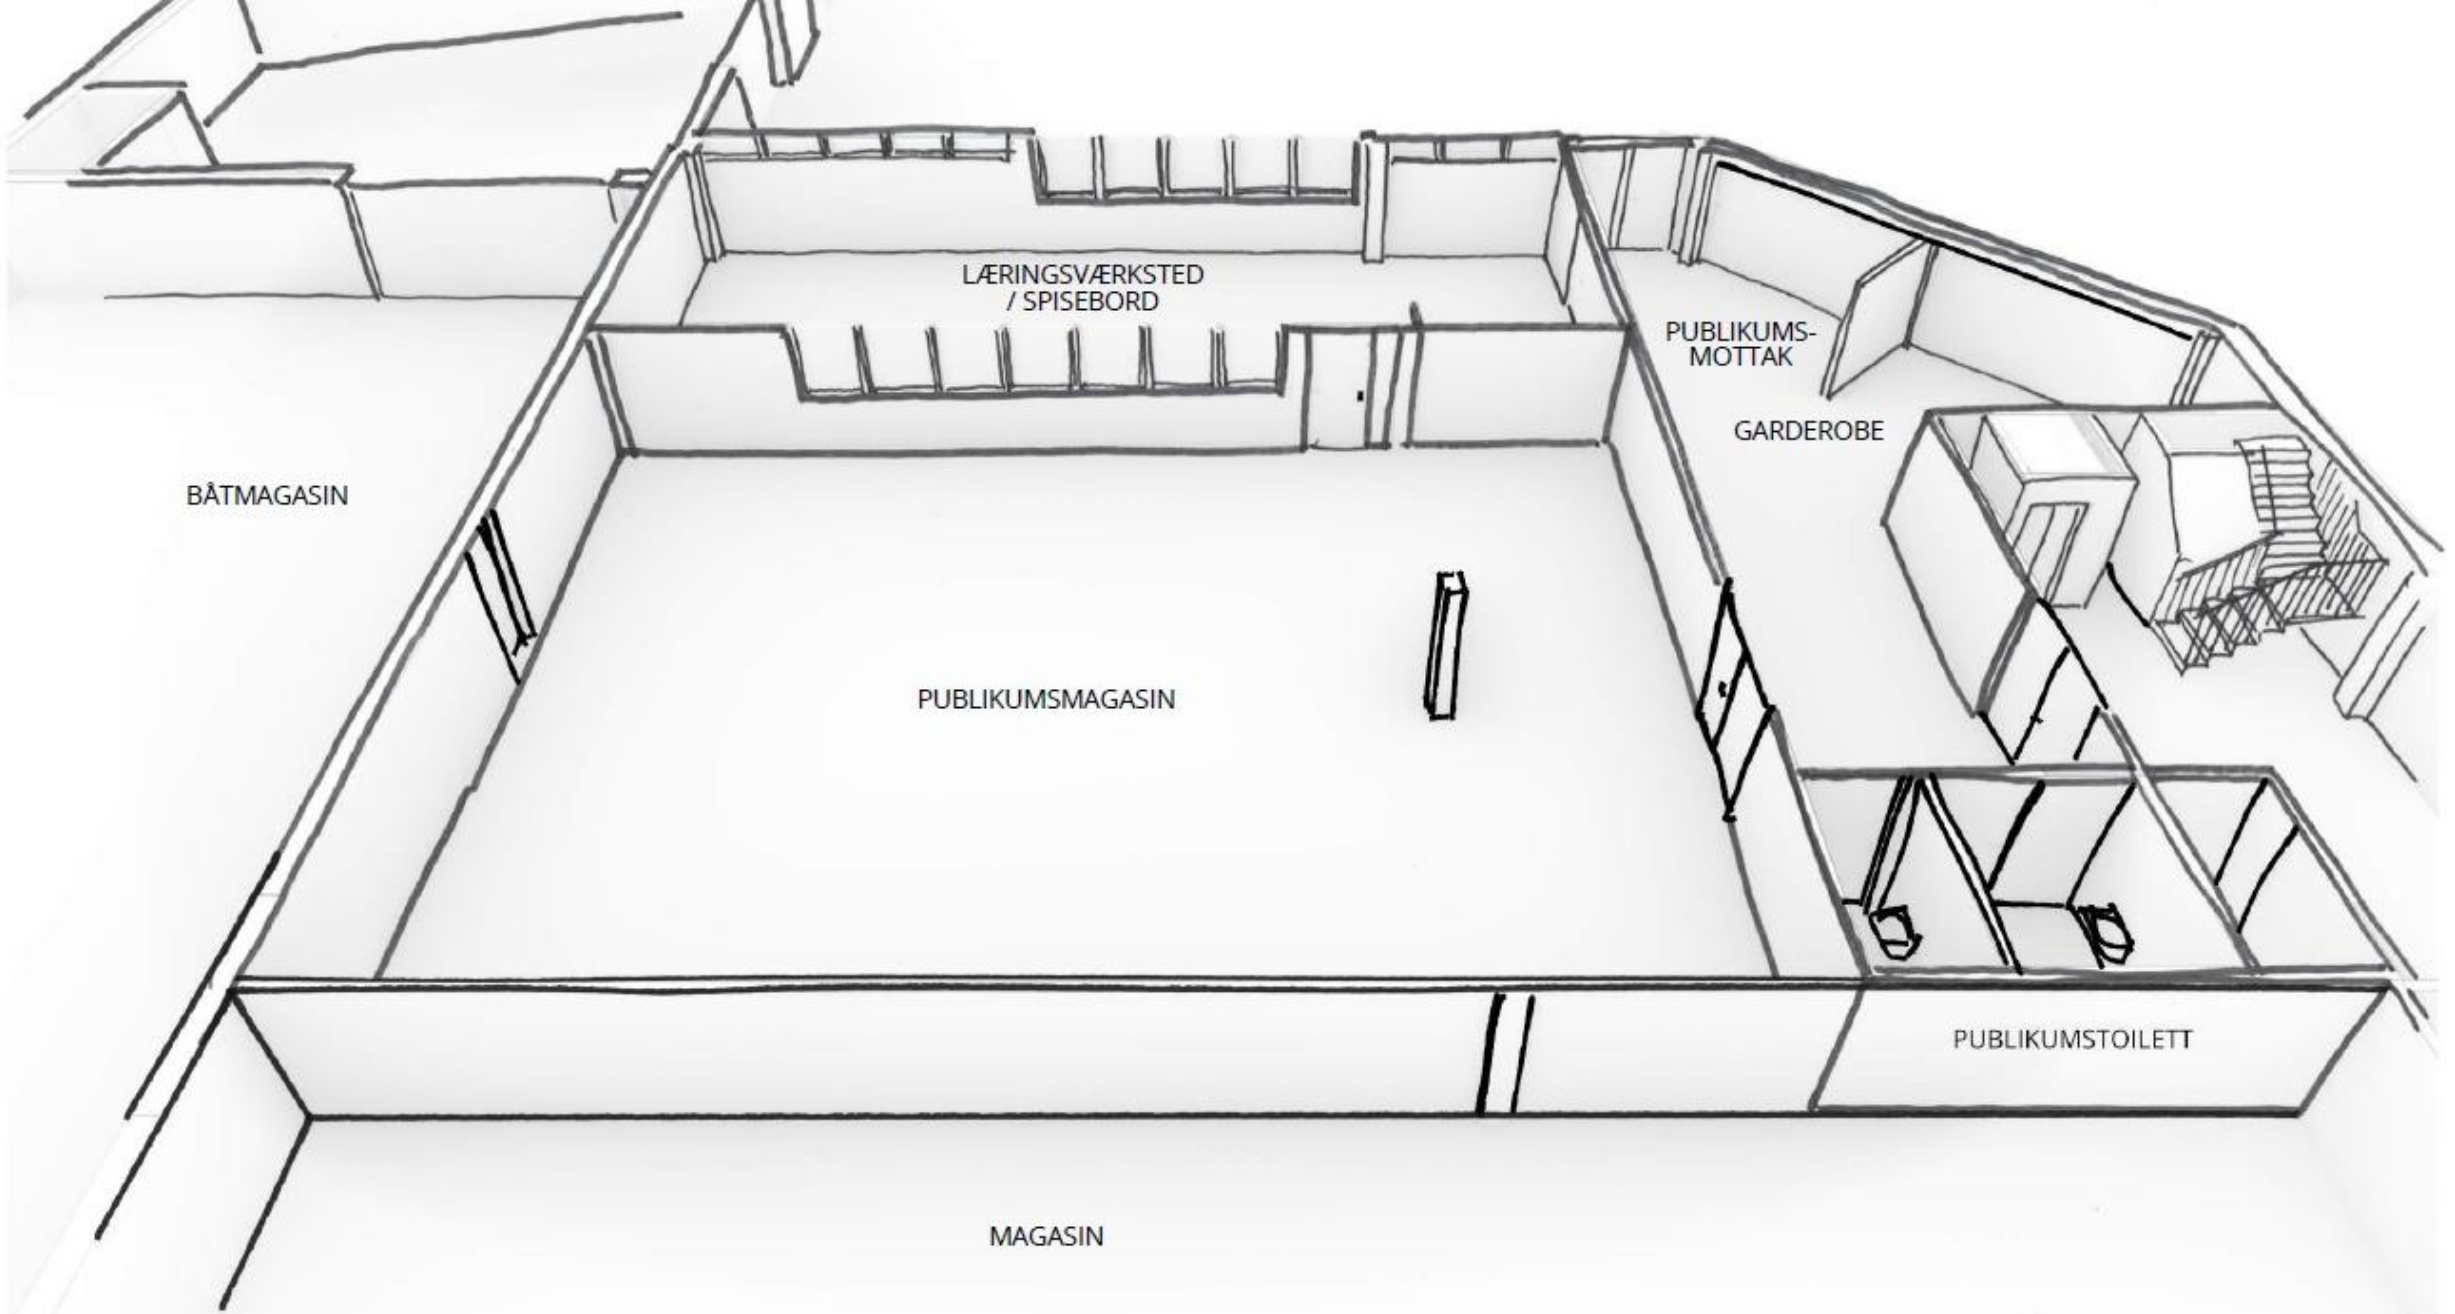 LÆRINGSVÆRKSTED
/ SPISEBORD
PUBLIKUMS-
MOTTAK
GARDEROBE
BÅTMAGASIN
PUBLIKUMSMAGASIN
PUBLIKUMSTOILETT
MAGASIN